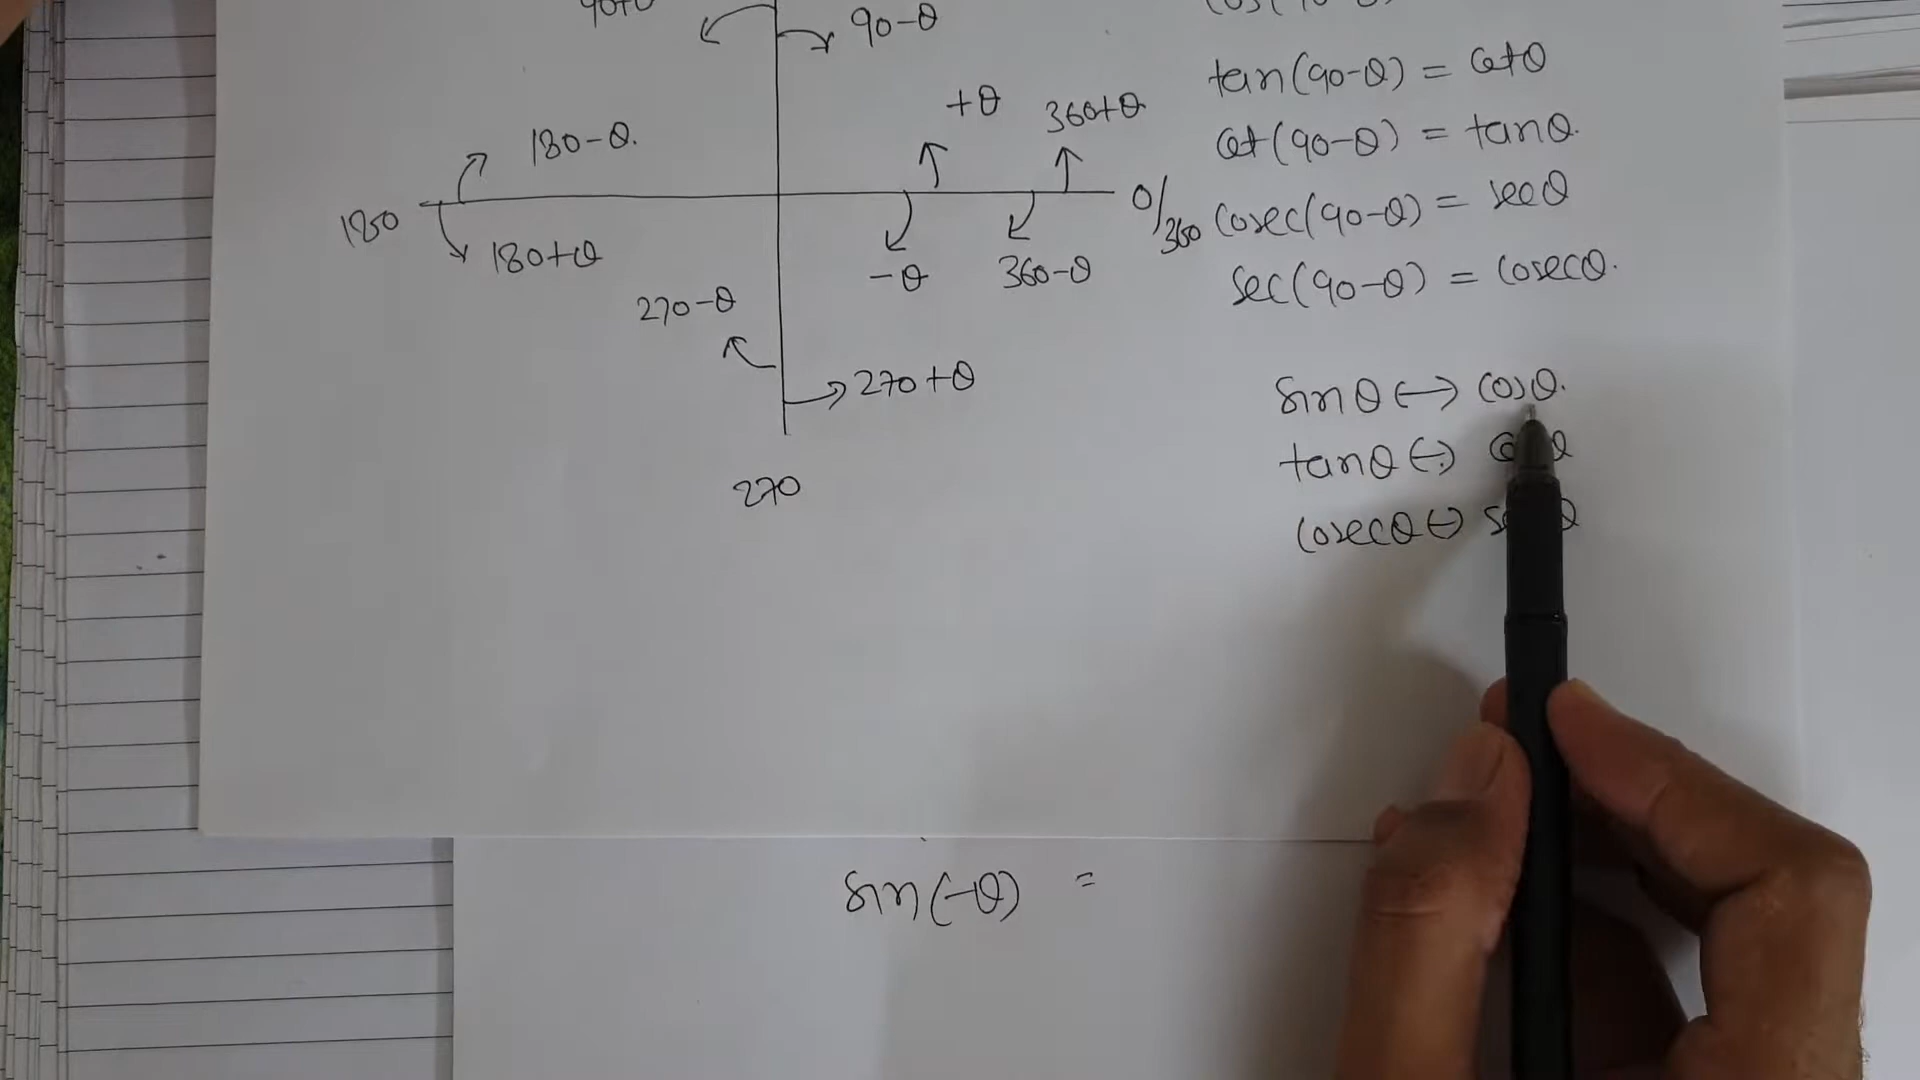 90-θ
tan(90-θ) = cotθ
+θ
360+θ
cot(90-θ) = tanθ.
180-θ.
180
0/360
cosec(90-θ) = secθ
180+θ
-θ
360-θ
sec(90-θ) = cosecθ.
270-θ
270+θ
sinθ ↔ cosθ.
tanθ ↔
270
cosecθ ↔
sin(-θ) =